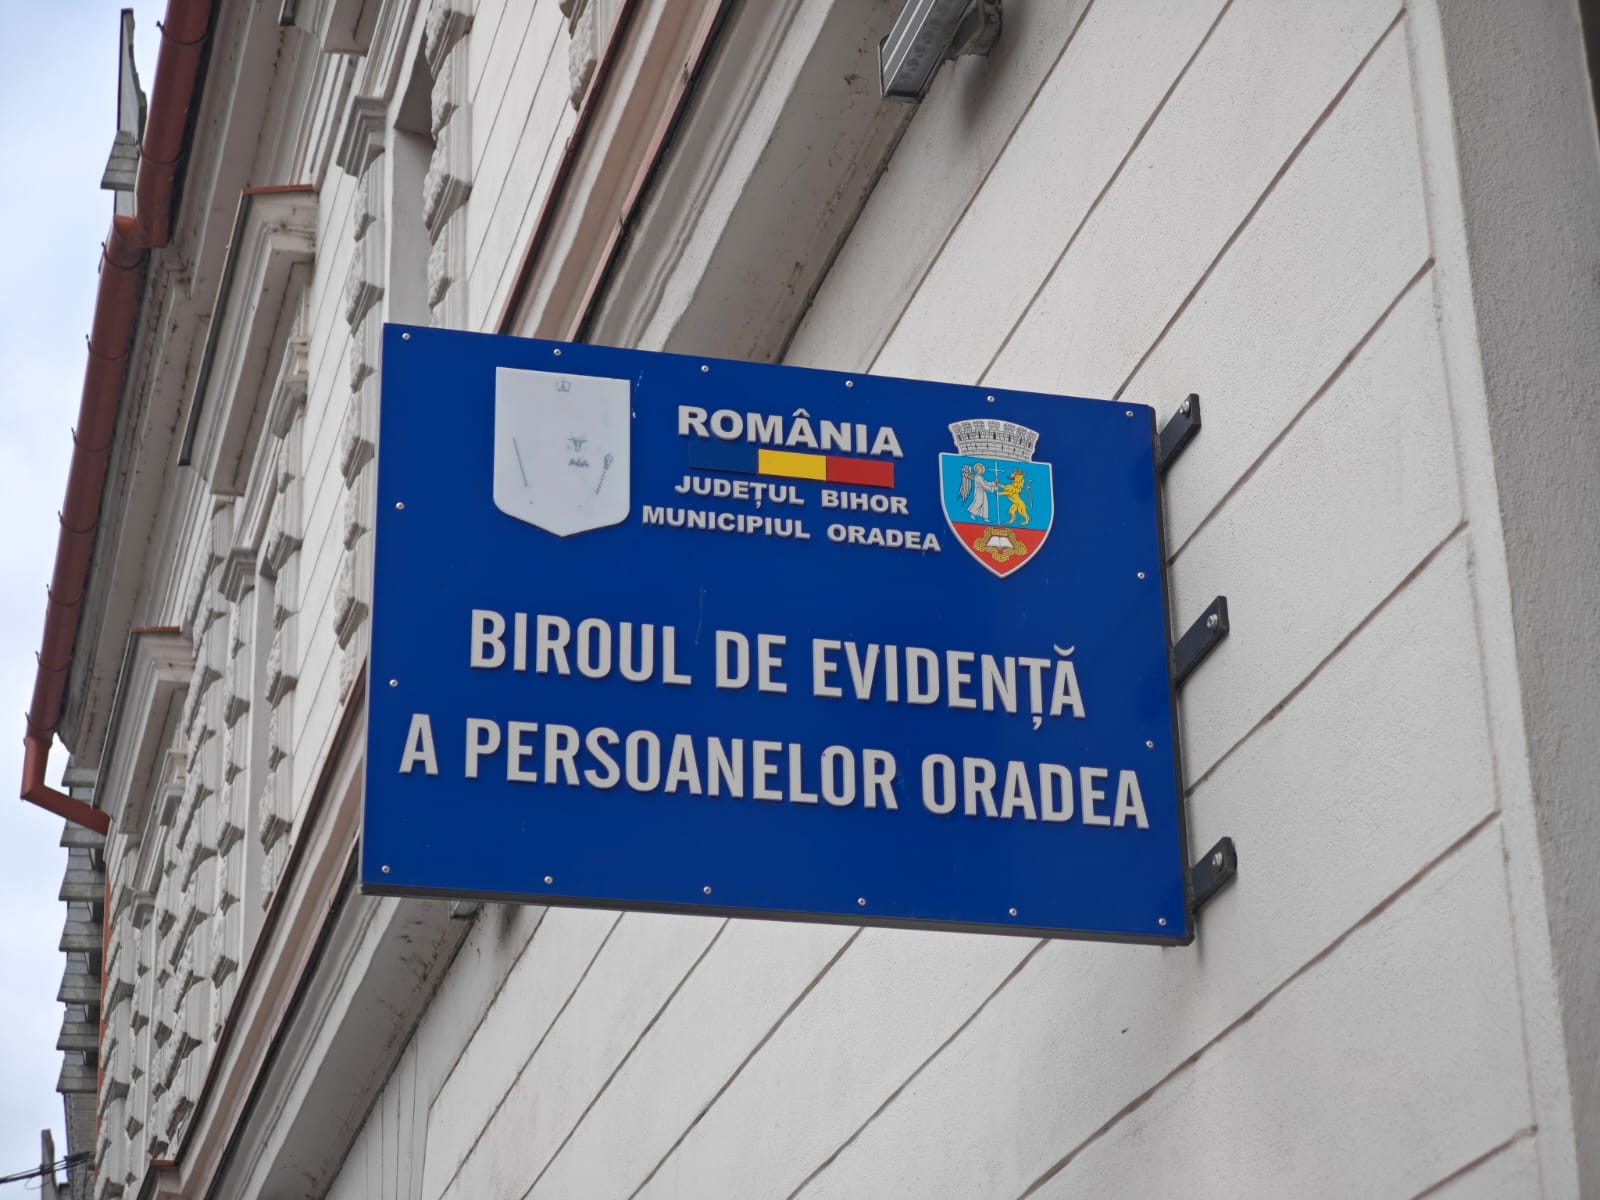 ROMÂNIA
JUDEȚUL BIHOR
MUNICIPIUL ORADEA
BIROUL DE EVIDENȚĂ
A PERSOANELOR ORADEA